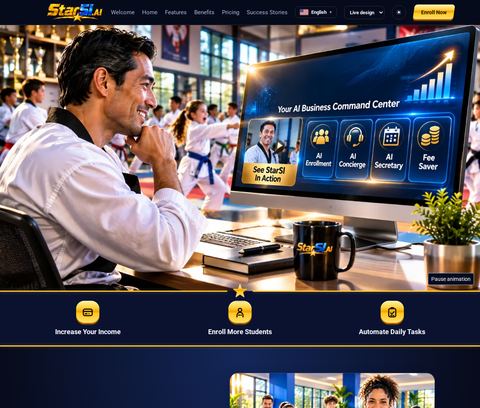 StarSI.AI
Welcome
Home
Features
Benefits
Pricing
Success Stories
English
Live design
Enroll Now
Your AI Business Command Center
See StarSI
In Action
AI
Enrollment
AI
Concierge
AI
Secretary
Fee
Saver
StarSI.AI
Pause animation
Increase Your Income
Enroll More Students
Automate Daily Tasks